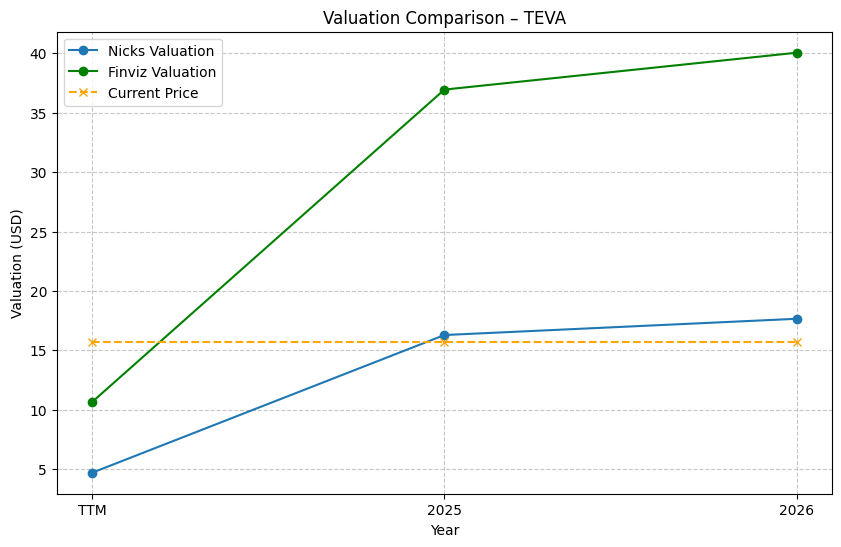 Valuation Comparison – TEVA
Nicks Valuation
Finviz Valuation
Current Price
Valuation (USD)
40
35
30
25
20
15
10
5
TTM
2025
2026
Year